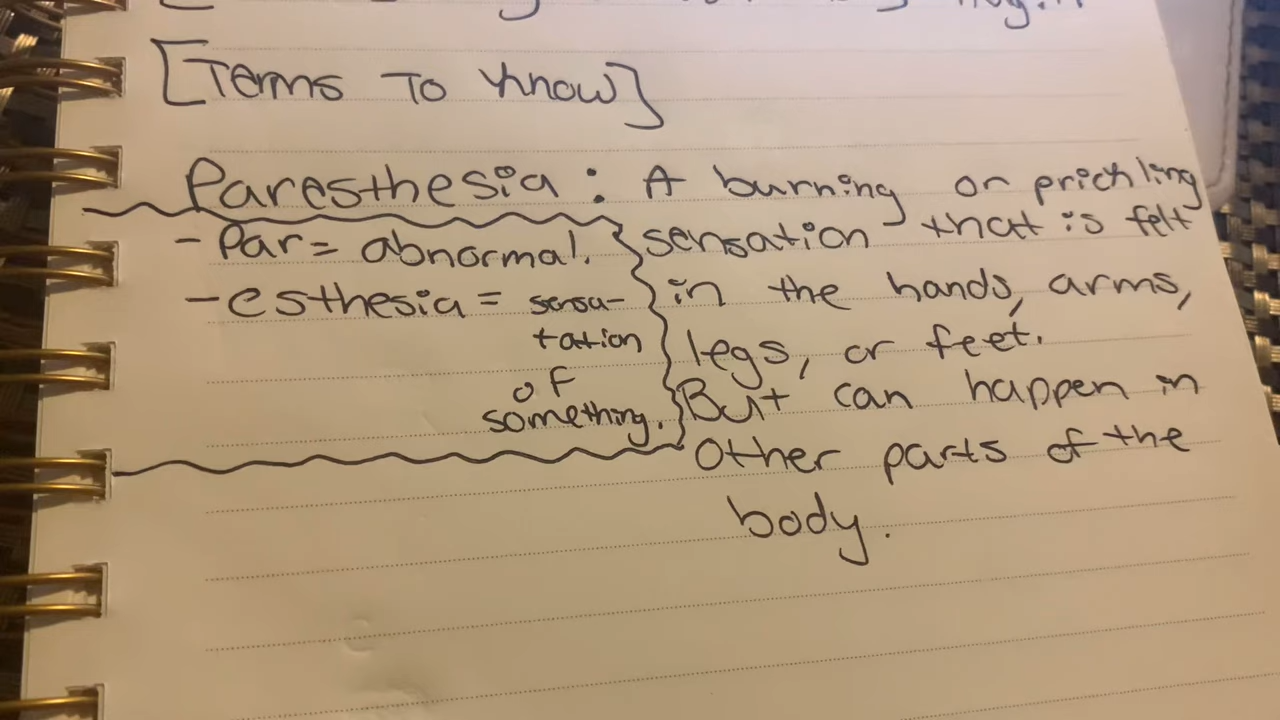 [Terms To Know]
Paresthesia: A burning or prickling
sensation that is felt
in the hands, arms,
legs, or feet.
But can happen in
Other parts of the
body.
- Par = abnormal.
- esthesia = sensa-
tation
of
something.